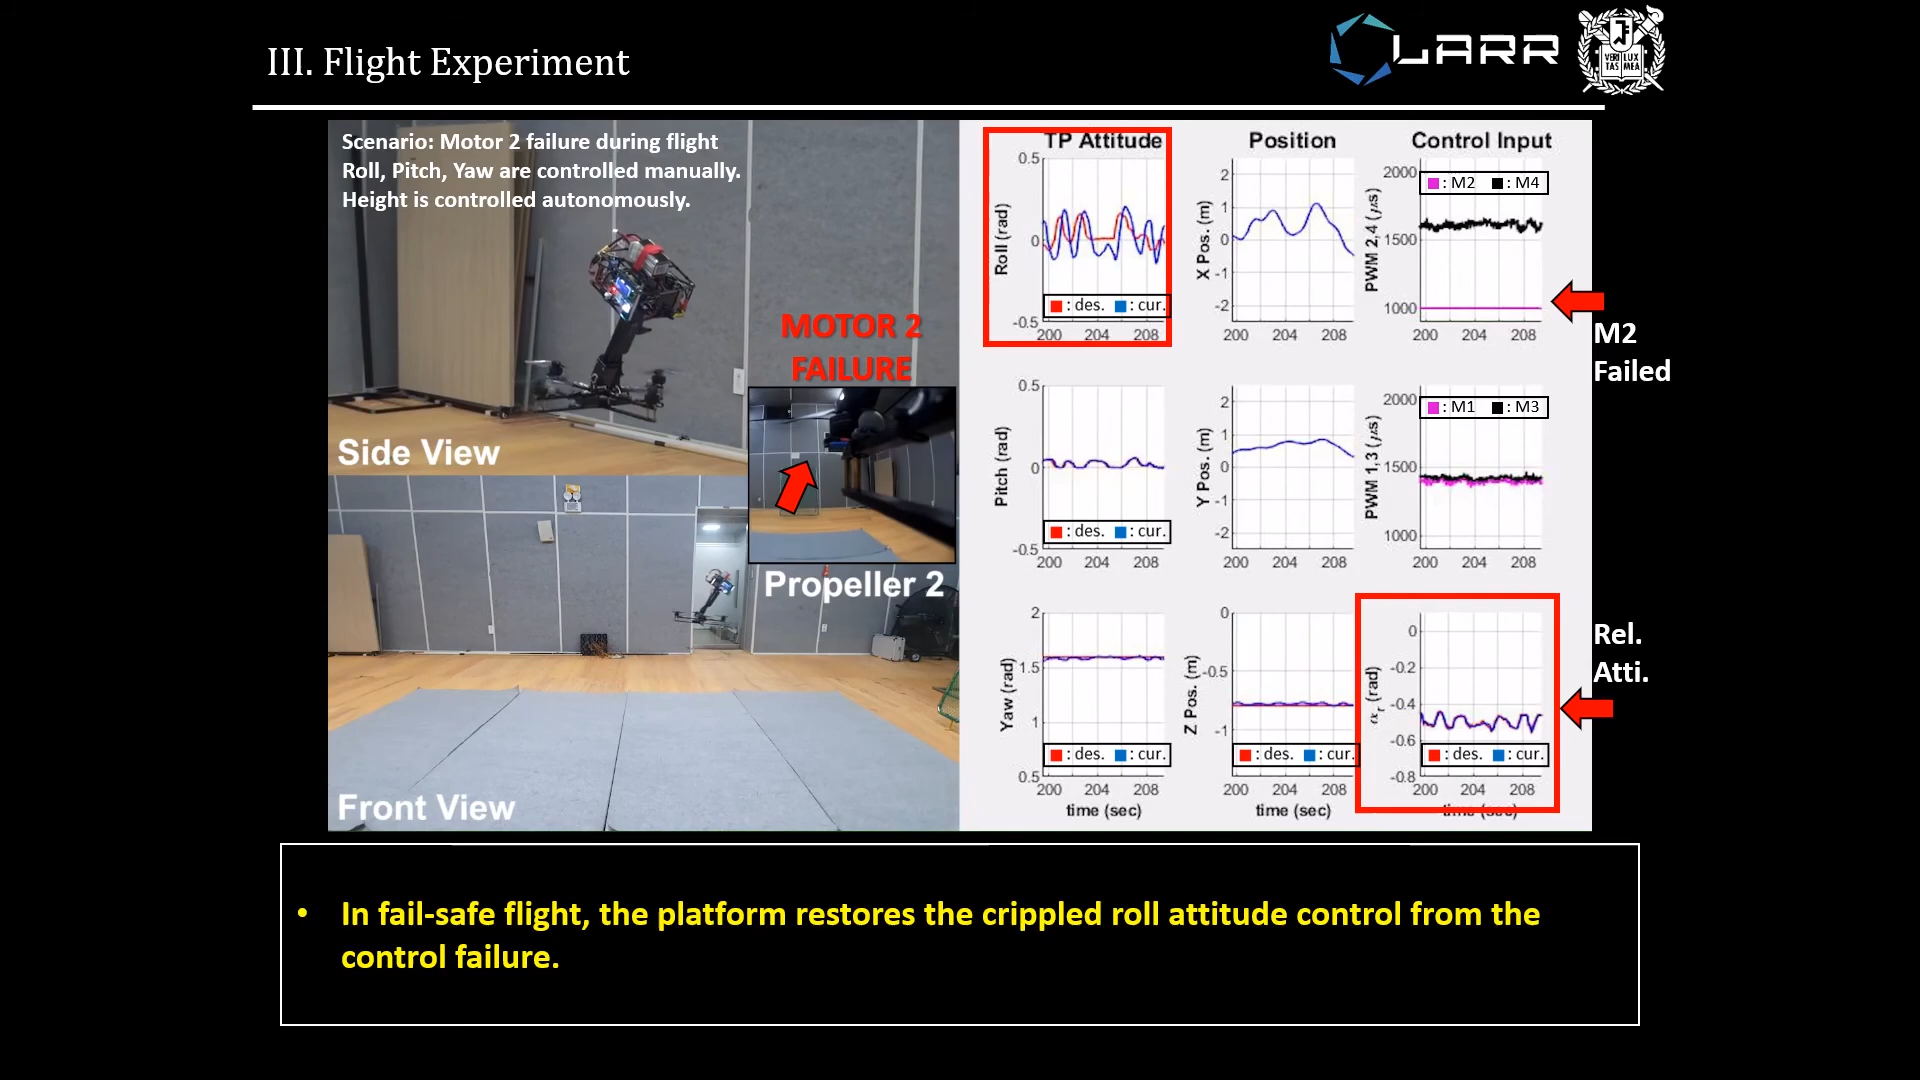 III. Flight Experiment
LARR
VERI LUX
TAS MEA
Scenario: Motor 2 failure during flight
Roll, Pitch, Yaw are controlled manually.
Height is controlled autonomously.
Side View
MOTOR 2
FAILURE
Propeller 2
Front View
TP Attitude
Position
Control Input
0.5
0
-0.5
Roll (rad)
: des. : cur.
200 204 208
2
1
0
-1
-2
X Pos. (m)
200 204 208
2000
1500
1000
PWM 2,4 (μs)
: M2 : M4
200 204 208
M2
Failed
0.5
0
-0.5
Pitch (rad)
: des. : cur.
200 204 208
2
1
0
-1
-2
Y Pos. (m)
200 204 208
2000
1500
1000
PWM 1,3 (μs)
: M1 : M3
200 204 208
2
1.5
1
0.5
Yaw (rad)
: des. : cur.
200 204 208
time (sec)
0
-0.5
-1
Z Pos. (m)
: des. : cur.
200 204 208
time (sec)
0
-0.2
-0.4
-0.6
-0.8
αr (rad)
: des. : cur.
200 204 208
time (sec)
Rel.
Atti.
• In fail-safe flight, the platform restores the crippled roll attitude control from the
control failure.